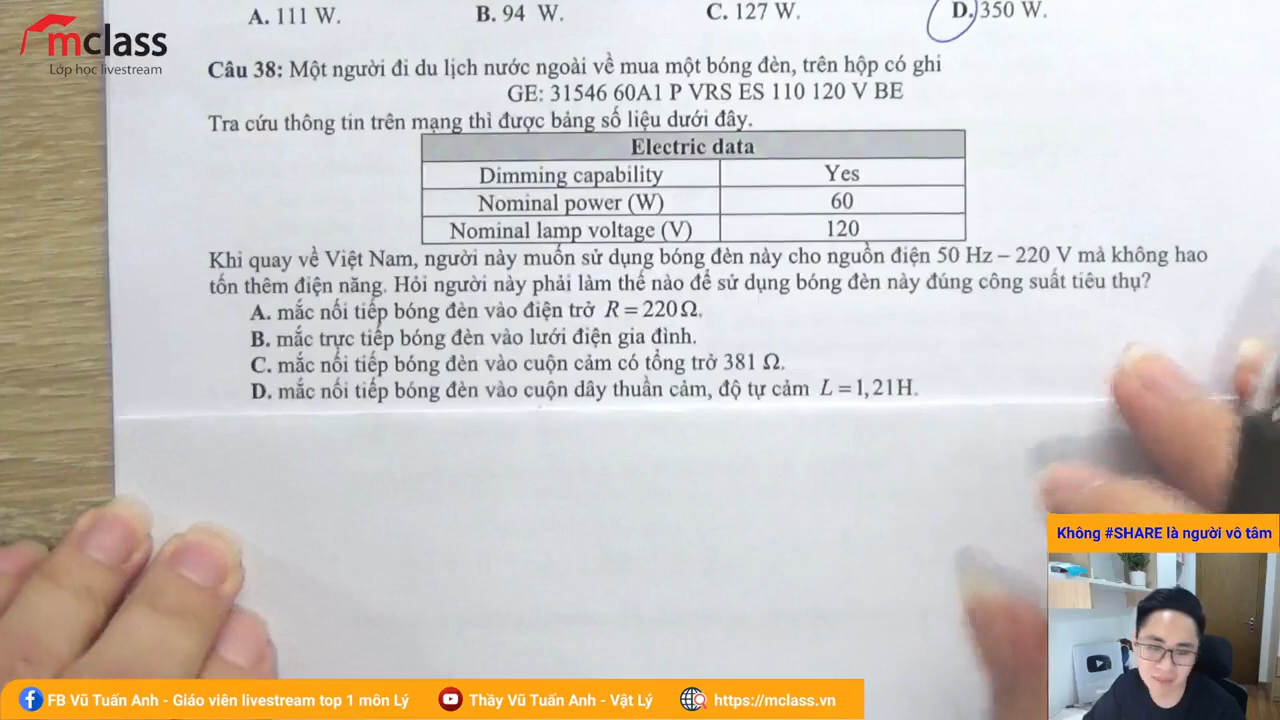 A. 111 W. B. 94 W. C. 127 W. D. 350 W.
mclass
Lớp học livestream
Câu 38: Một người đi du lịch nước ngoài về mua một bóng đèn, trên hộp có ghi
GE: 31546 60A1 P VRS ES 110 120 V BE
Tra cứu thông tin trên mạng thì được bảng số liệu dưới đây.
Electric data
Dimming capability Yes
Nominal power (W) 60
Nominal lamp voltage (V) 120
Khi quay về Việt Nam, người này muốn sử dụng bóng đèn này cho nguồn điện 50 Hz – 220 V mà không hao
tốn thêm điện năng. Hỏi người này phải làm thế nào để sử dụng bóng đèn này đúng công suất tiêu thụ?
A. mắc nối tiếp bóng đèn vào điện trở R = 220 Ω.
B. mắc trực tiếp bóng đèn vào lưới điện gia đình.
C. mắc nối tiếp bóng đèn vào cuộn cảm có tổng trở 381 Ω.
D. mắc nối tiếp bóng đèn vào cuộn dây thuần cảm, độ tự cảm L = 1,21H.
Không #SHARE là người vô tâm
FB Vũ Tuấn Anh - Giáo viên livestream top 1 môn Lý Thầy Vũ Tuấn Anh - Vật Lý https://mclass.vn